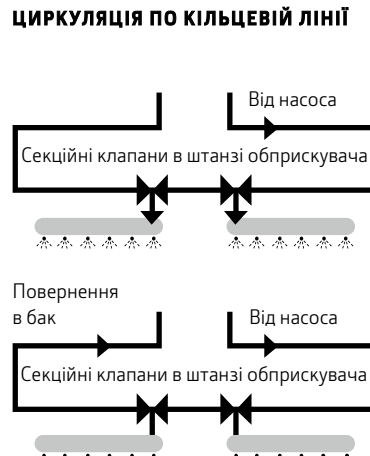 ЦИРКУЛЯЦІЯ ПО КІЛЬЦЕВІЙ ЛІНІЇ
Від насоса
Секційні клапани в штанзі обприскувача
Повернення
в бак
Від насоса
Секційні клапани в штанзі обприскувача